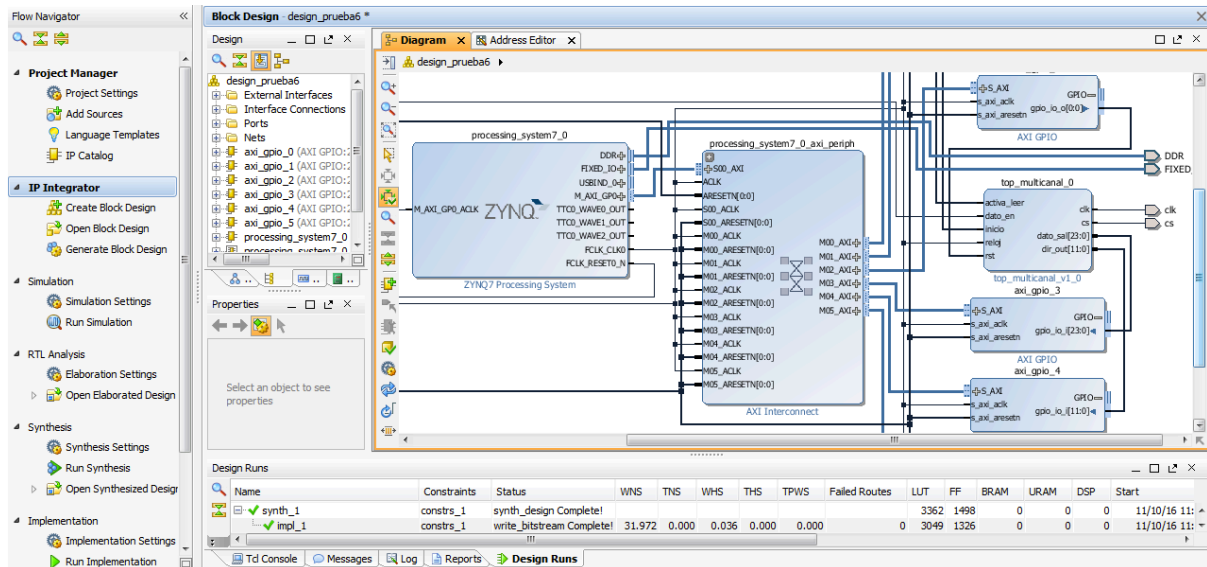 Flow Navigator
Project Manager
Project Settings
Add Sources
Language Templates
IP Catalog
IP Integrator
Create Block Design
Open Block Design
Generate Block Design
Simulation
Simulation Settings
Run Simulation
RTL Analysis
Elaboration Settings
Open Elaborated Design
Synthesis
Synthesis Settings
Run Synthesis
Open Synthesized Design
Implementation
Implementation Settings
Run Implementation
Block Design - design_prueba6 *
Design
design_prueba6
External Interfaces
Interface Connections
Ports
Nets
axi_gpio_0 (AXI GPIO:2
axi_gpio_1 (AXI GPIO:2
axi_gpio_2 (AXI GPIO:2
axi_gpio_3 (AXI GPIO:2
axi_gpio_4 (AXI GPIO:2
axi_gpio_5 (AXI GPIO:2
processing_system7_0
Properties
Select an object to see
properties
Diagram
Address Editor
design_prueba6
processing_system7_0
DDR
FIXED_IO
USBIND_0
M_AXI_GP0
M_AXI_GP0_ACLK
ZYNQ
TTC0_WAVE0_OUT
TTC0_WAVE1_OUT
TTC0_WAVE2_OUT
FCLK_CLK0
FCLK_RESET0_N
ZYNQ7 Processing System
processing_system7_0_axi_periph
S00_AXI
ACLK
ARESETN[0:0]
S00_ACLK
S00_ARESETN[0:0]
M00_ACLK
M00_ARESETN[0:0]
M01_ACLK
M01_ARESETN[0:0]
M02_ACLK
M02_ARESETN[0:0]
M03_ACLK
M03_ARESETN[0:0]
M04_ACLK
M04_ARESETN[0:0]
M05_ACLK
M05_ARESETN[0:0]
M00_AXI
M01_AXI
M02_AXI
M03_AXI
M04_AXI
M05_AXI
AXI Interconnect
S_AXI
s_axi_aclk
s_axi_aresetn
GPIO
gpio_io_o[0:0]
AXI GPIO
DDR
FIXED_
top_multicanal_0
activa_leer
dato_en
inicio
reloj
rst
clk
cs
dato_sal[23:0]
dir_out[11:0]
top_multicanal_v1_0
clk
cs
axi_gpio_3
S_AXI
s_axi_aclk
s_axi_aresetn
GPIO
gpio_io_i[23:0]
AXI GPIO
axi_gpio_4
S_AXI
s_axi_aclk
s_axi_aresetn
GPIO
gpio_io_i[11:0]
AXI GPIO
Design Runs
Name Constraints Status WNS TNS WHS THS TPWS Failed Routes LUT FF BRAM URAM DSP Start
synth_1 constrs_1 synth_design Complete! 3362 1498 0 0 0 11/10/16 11:
impl_1 constrs_1 write_bitstream Complete! 31.972 0.000 0.036 0.000 0.000 0 3049 1326 0 0 0 11/10/16 11:
Tcl Console Messages Log Reports Design Runs